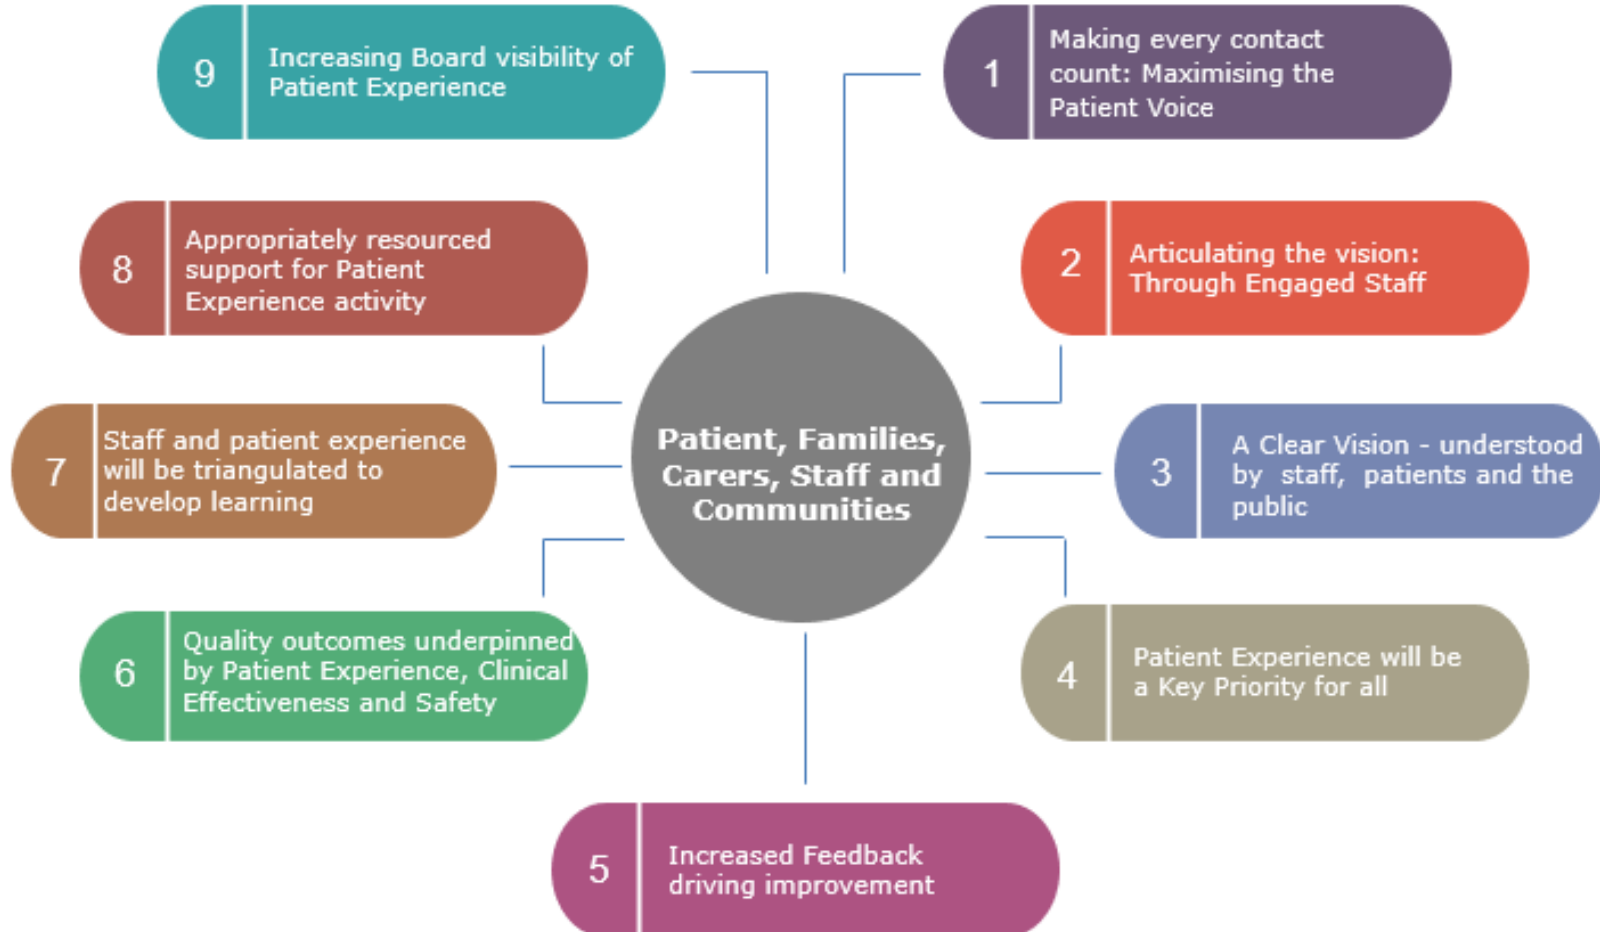 9
Increasing Board visibility of
Patient Experience
1
Making every contact
count: Maximising the
Patient Voice
8
Appropriately resourced
support for Patient
Experience activity
2
Articulating the vision:
Through Engaged Staff
Patient, Families,
Carers, Staff and
Communities
7
Staff and patient experience
will be triangulated to
develop learning
3
A Clear Vision - understood
by staff, patients and the
public
6
Quality outcomes underpinned
by Patient Experience, Clinical
Effectiveness and Safety
4
Patient Experience will be
a Key Priority for all
5
Increased Feedback
driving improvement